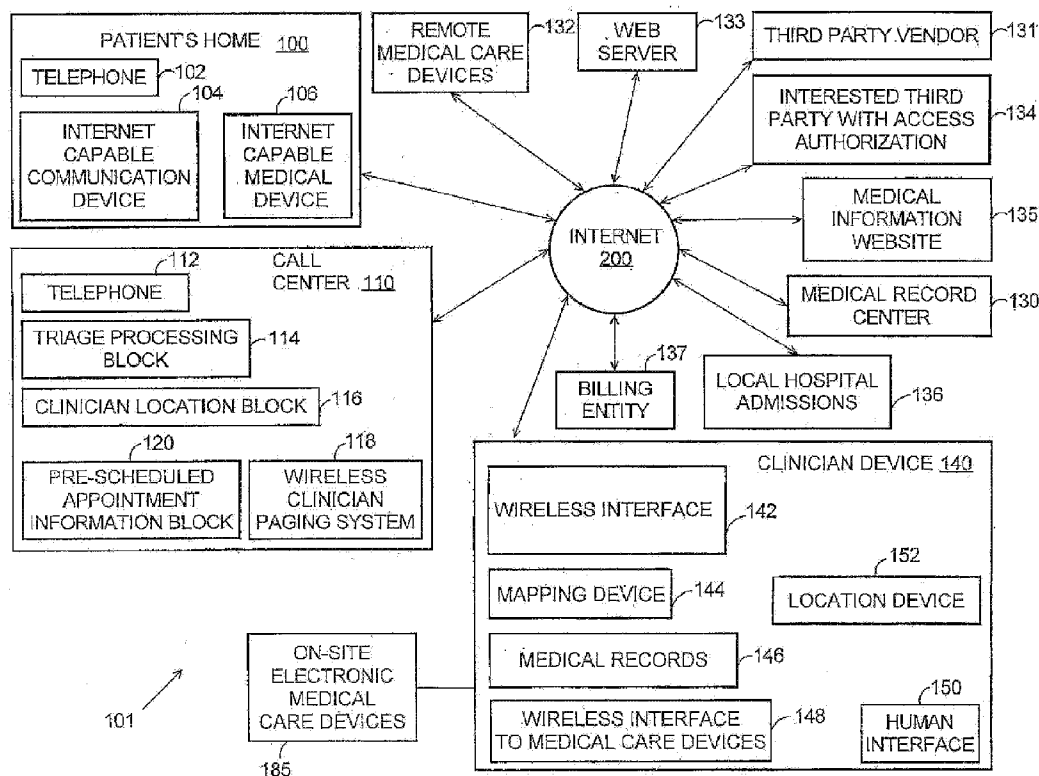 PATIENT'S HOME 100
TELEPHONE
102
104
106
INTERNET
CAPABLE
COMMUNICATION
DEVICE
INTERNET
CAPABLE
MEDICAL
DEVICE
REMOTE
MEDICAL CARE
DEVICES
132
WEB
SERVER
133
THIRD PARTY VENDOR
131
INTERESTED THIRD
PARTY WITH ACCESS
AUTHORIZATION
134
MEDICAL
INFORMATION
WEBSITE
135
MEDICAL RECORD
CENTER
130
LOCAL HOSPITAL
ADMISSIONS
136
137
BILLING
ENTITY
INTERNET
200
CALL
CENTER 110
112
TELEPHONE
TRIAGE PROCESSING
BLOCK
114
CLINICIAN LOCATION BLOCK
116
120
PRE-SCHEDULED
APPOINTMENT
INFORMATION BLOCK
118
WIRELESS
CLINICIAN
PAGING SYSTEM
CLINICIAN DEVICE 140
WIRELESS INTERFACE
142
MAPPING DEVICE
144
152
LOCATION DEVICE
MEDICAL RECORDS
146
WIRELESS INTERFACE
TO MEDICAL CARE DEVICES
148
150
HUMAN
INTERFACE
ON-SITE
ELECTRONIC
MEDICAL
CARE DEVICES
185
101